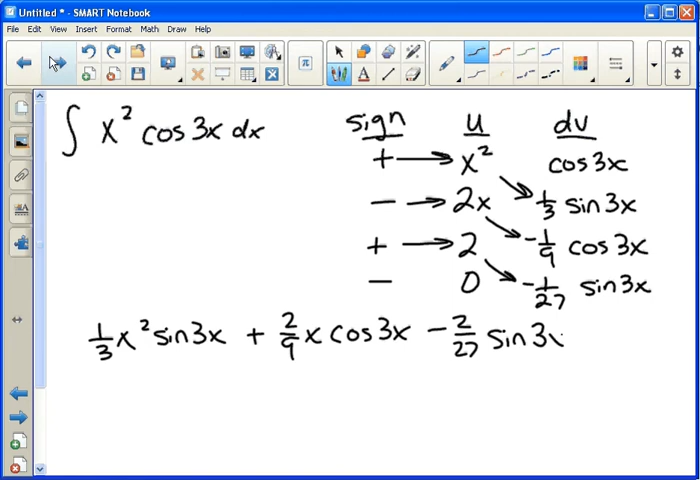 Untitled * - SMART Notebook
File Edit View Insert Format Tools Draw Help
∫ x² cos 3x dx
sign u dv
+ → x² cos 3x
− → 2x 1/3 sin 3x
+ → 2 −1/9 cos 3x
− 0 −1/27 sin 3x
1/3 x² sin 3x + 2/9 x cos 3x − 2/27 sin 3x